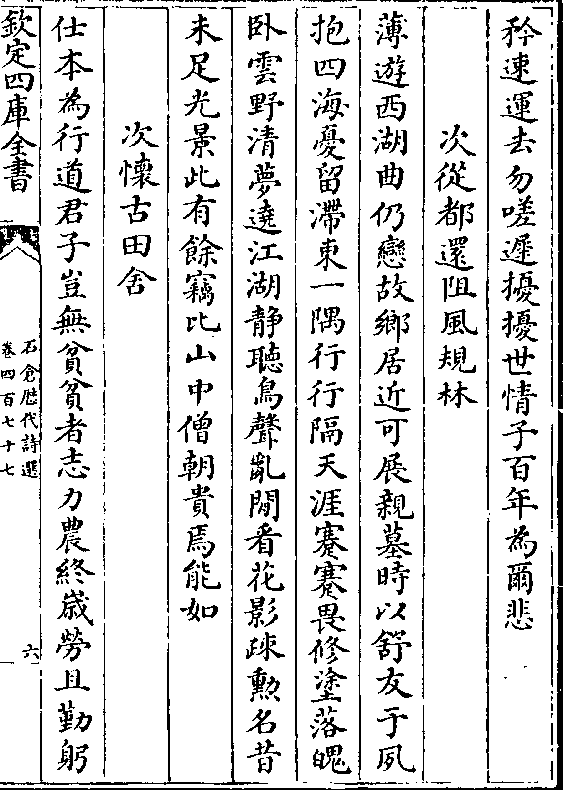 矜速運去勿嗟遲擾擾世情子百年為爾悲
次從都還阻風規林
薄遊西湖曲仍戀故鄉居近可展親墓時以舒友于夙
抱四海憂留滯東一隅行行隔天涯蹇蹇畏修塗落魄
卧雲野清夢遶江湖静聽鳥聲亂閒看花影疎勲名昔
未足光景此有餘竊比山中僧朝貴焉能如
次懷古田舍
仕本為行道君子豈無貧貧者志力農終歲勞且勤躬
欽定四庫全書
石倉歴代詩選
卷四百七十七
六